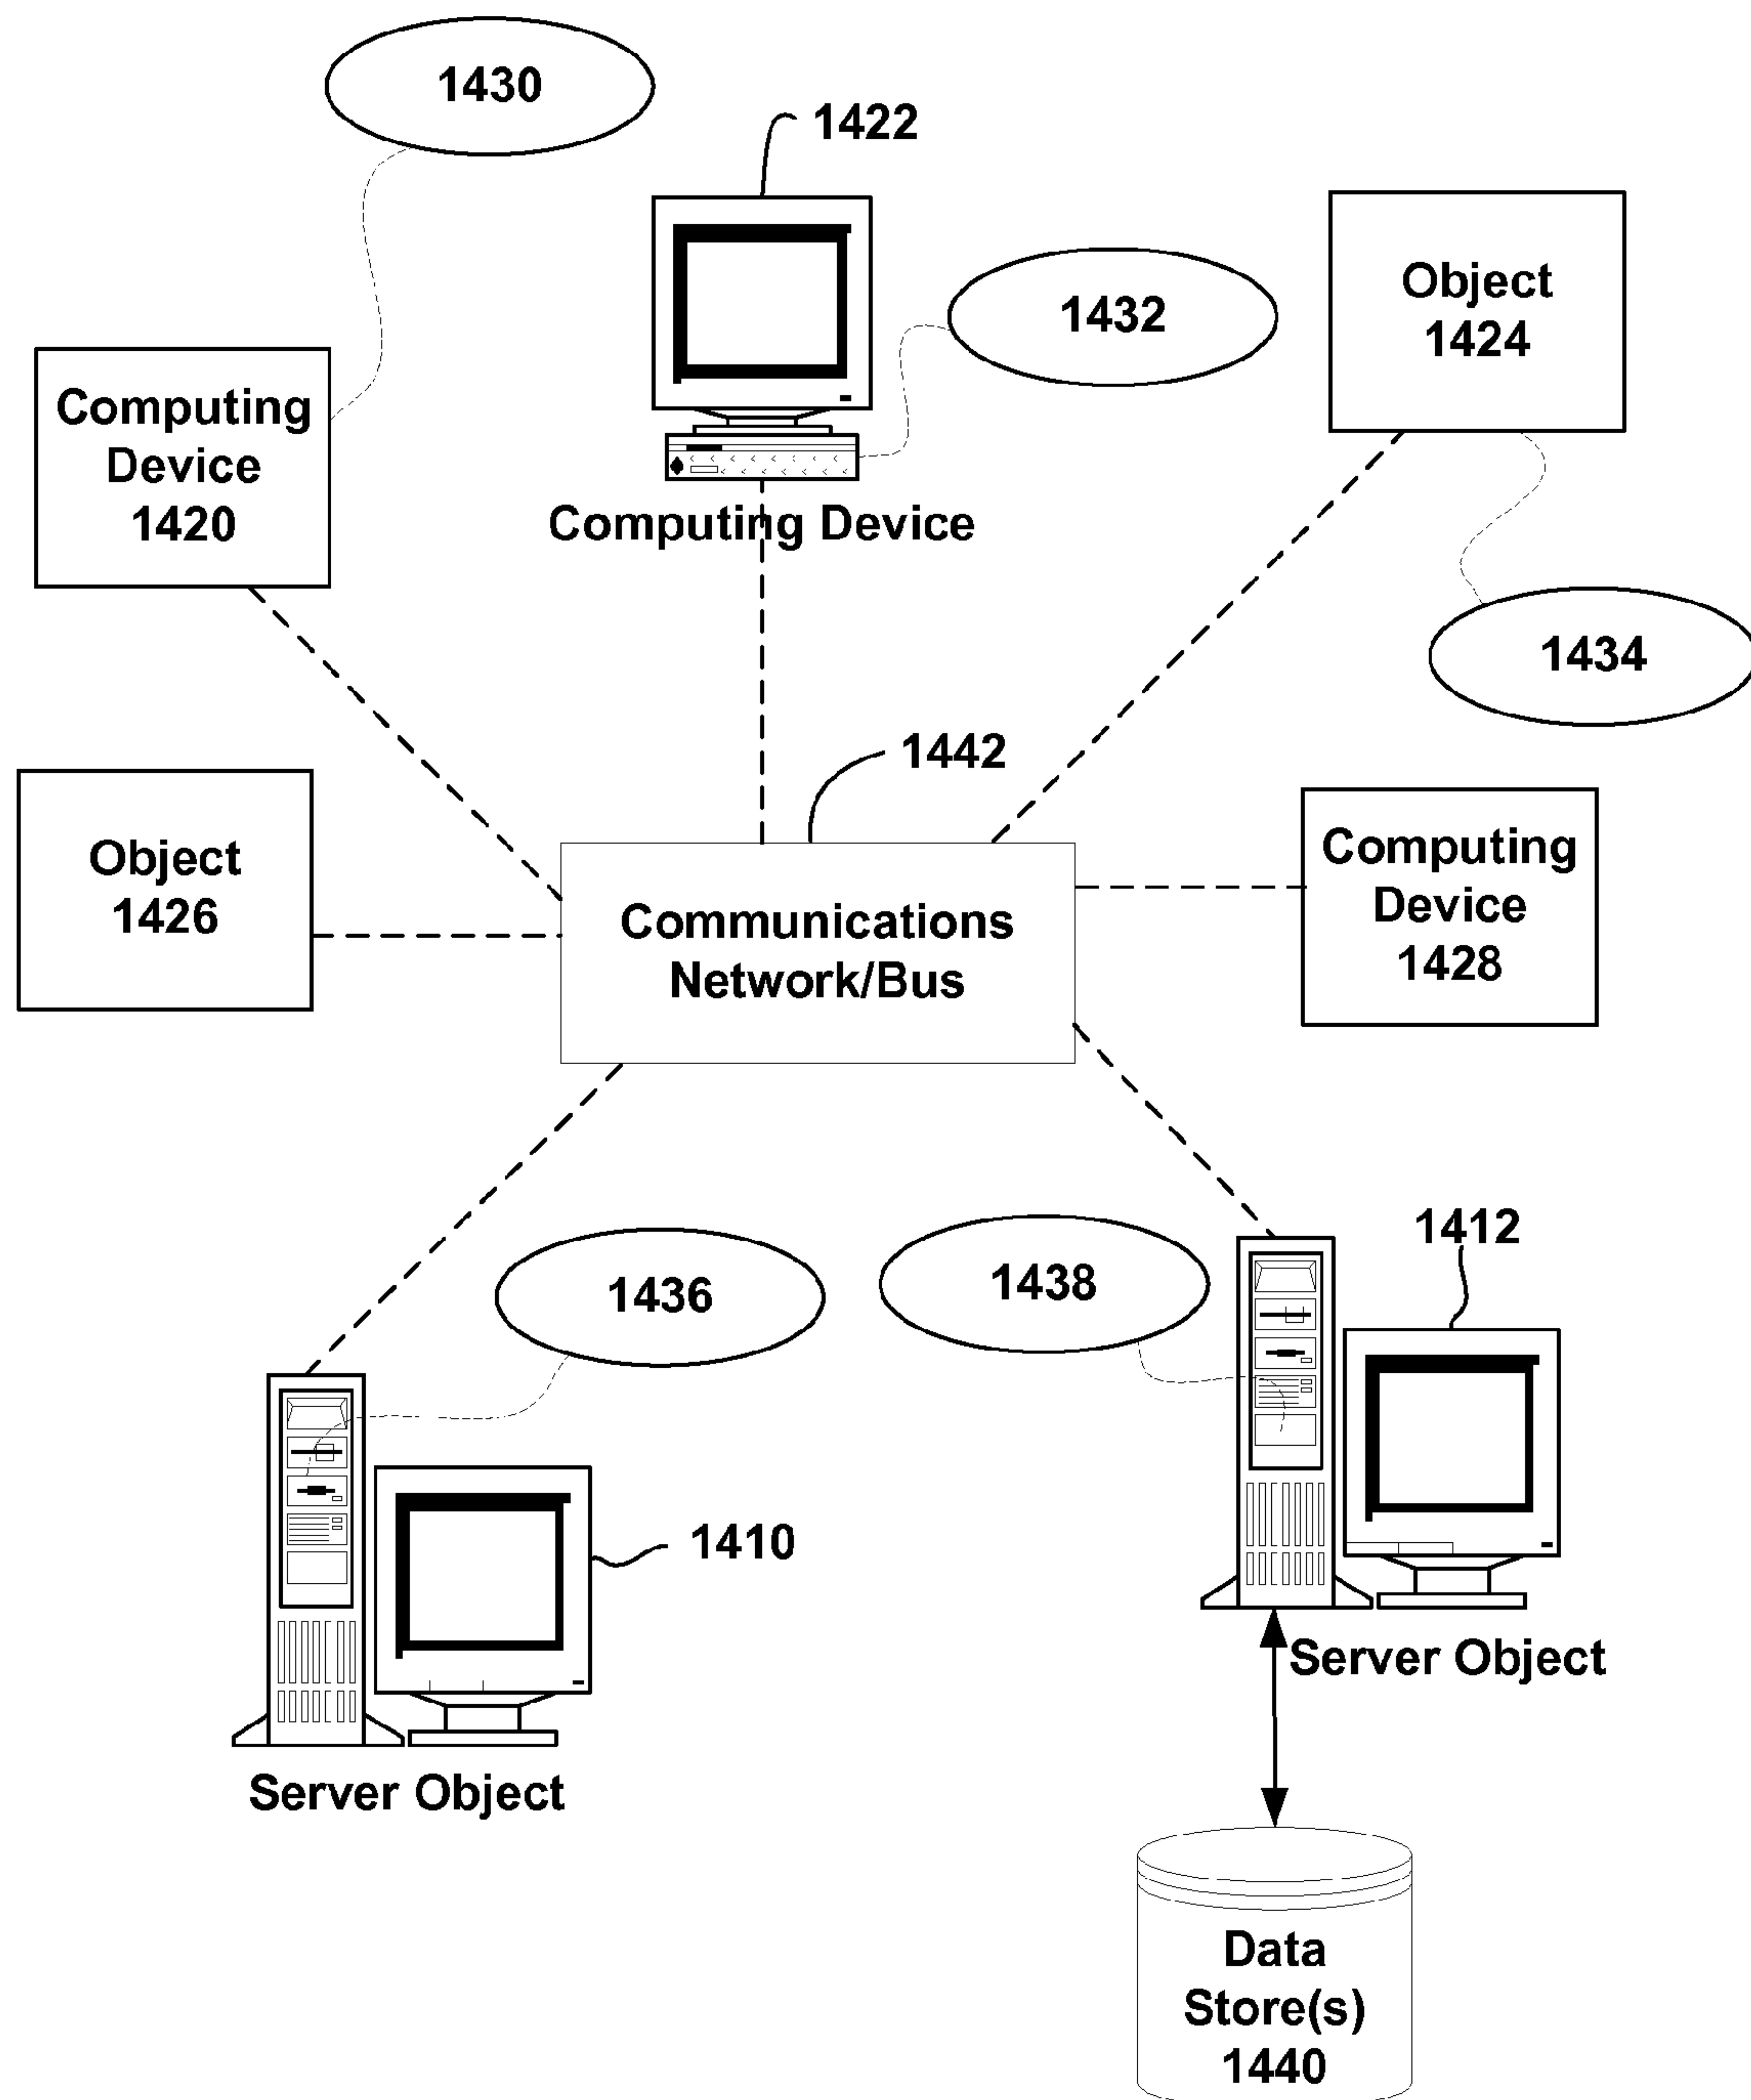 1430
1422
1432
Object
1424
Computing
Device
1420
Computing Device
1434
1442
Object
1426
Communications
Network/Bus
Computing
Device
1428
1436
1438
1412
1410
Server Object
Server Object
Data
Store(s)
1440